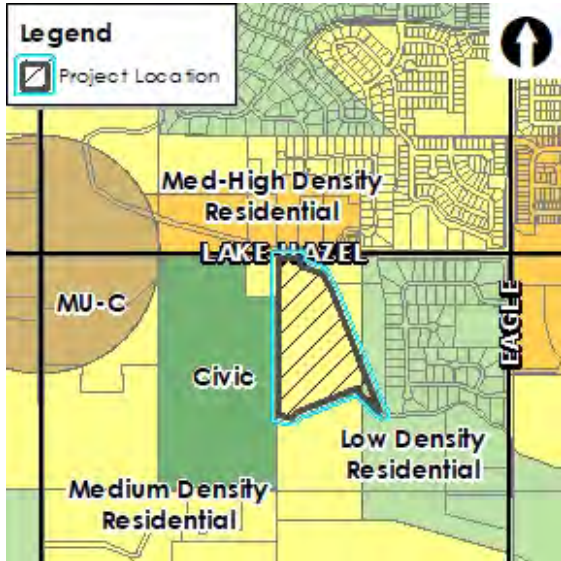 Legend
Project Location
Med-High Density
Residential
LAKE HAZEL
MU-C
EAGLE
Civic
Low Density
Residential
Medium Density
Residential